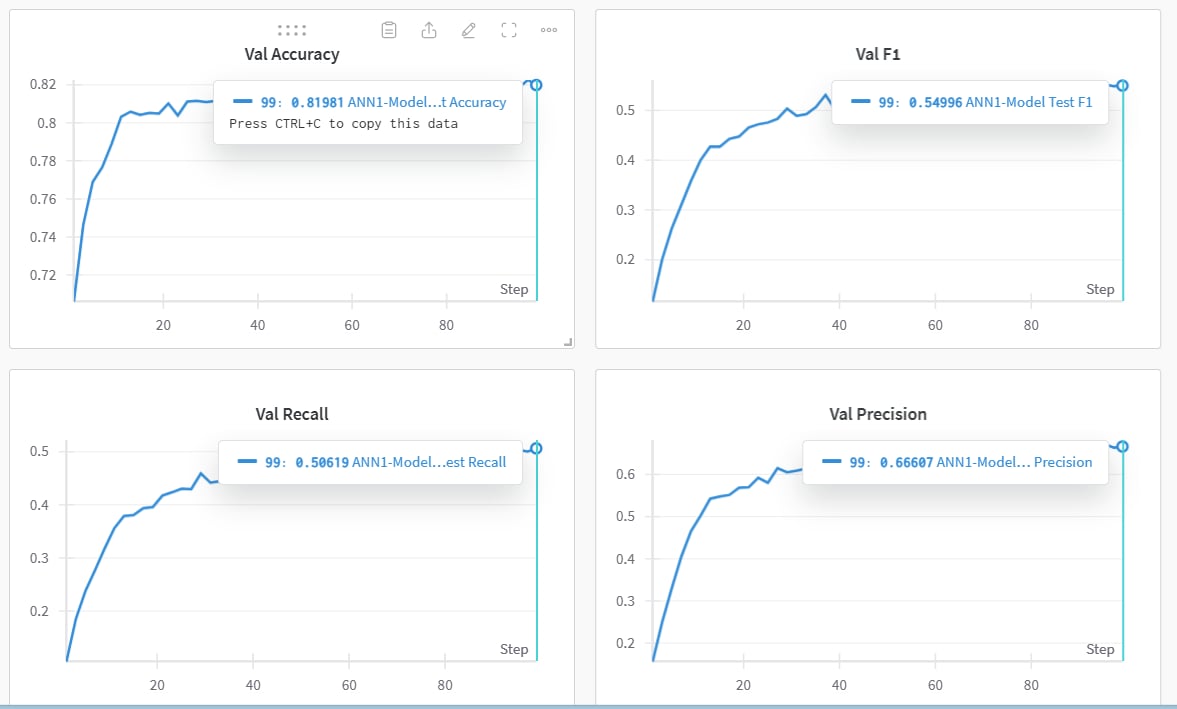 Val Accuracy
0.82
0.8
0.78
0.76
0.74
0.72
99: 0.81981 ANN1-Model...t Accuracy
Press CTRL+C to copy this data
Step
20 40 60 80
Val F1
0.5
0.4
0.3
0.2
99: 0.54996 ANN1-Model Test F1
Step
20 40 60 80
Val Recall
0.5
0.4
0.3
0.2
99: 0.50619 ANN1-Model...est Recall
Step
20 40 60 80
Val Precision
0.6
0.5
0.4
0.3
0.2
99: 0.66607 ANN1-Model... Precision
Step
20 40 60 80